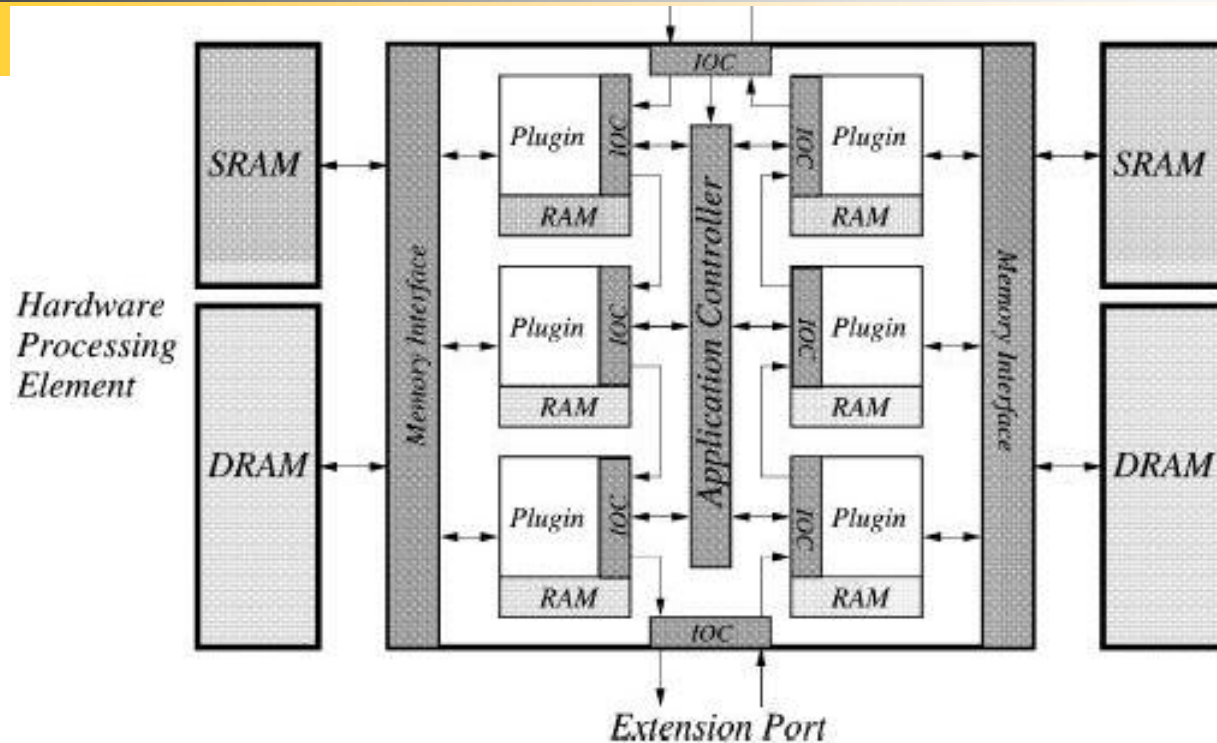 IOC
Plugin
IOC
RAM
IOC
Plugin
RAM
SRAM
SRAM
Memory Interface
Application Controller
Memory Interface
Hardware
Processing
Element
Plugin
IOC
RAM
IOC
Plugin
RAM
DRAM
DRAM
Plugin
IOC
RAM
IOC
Plugin
RAM
IOC
Extension Port